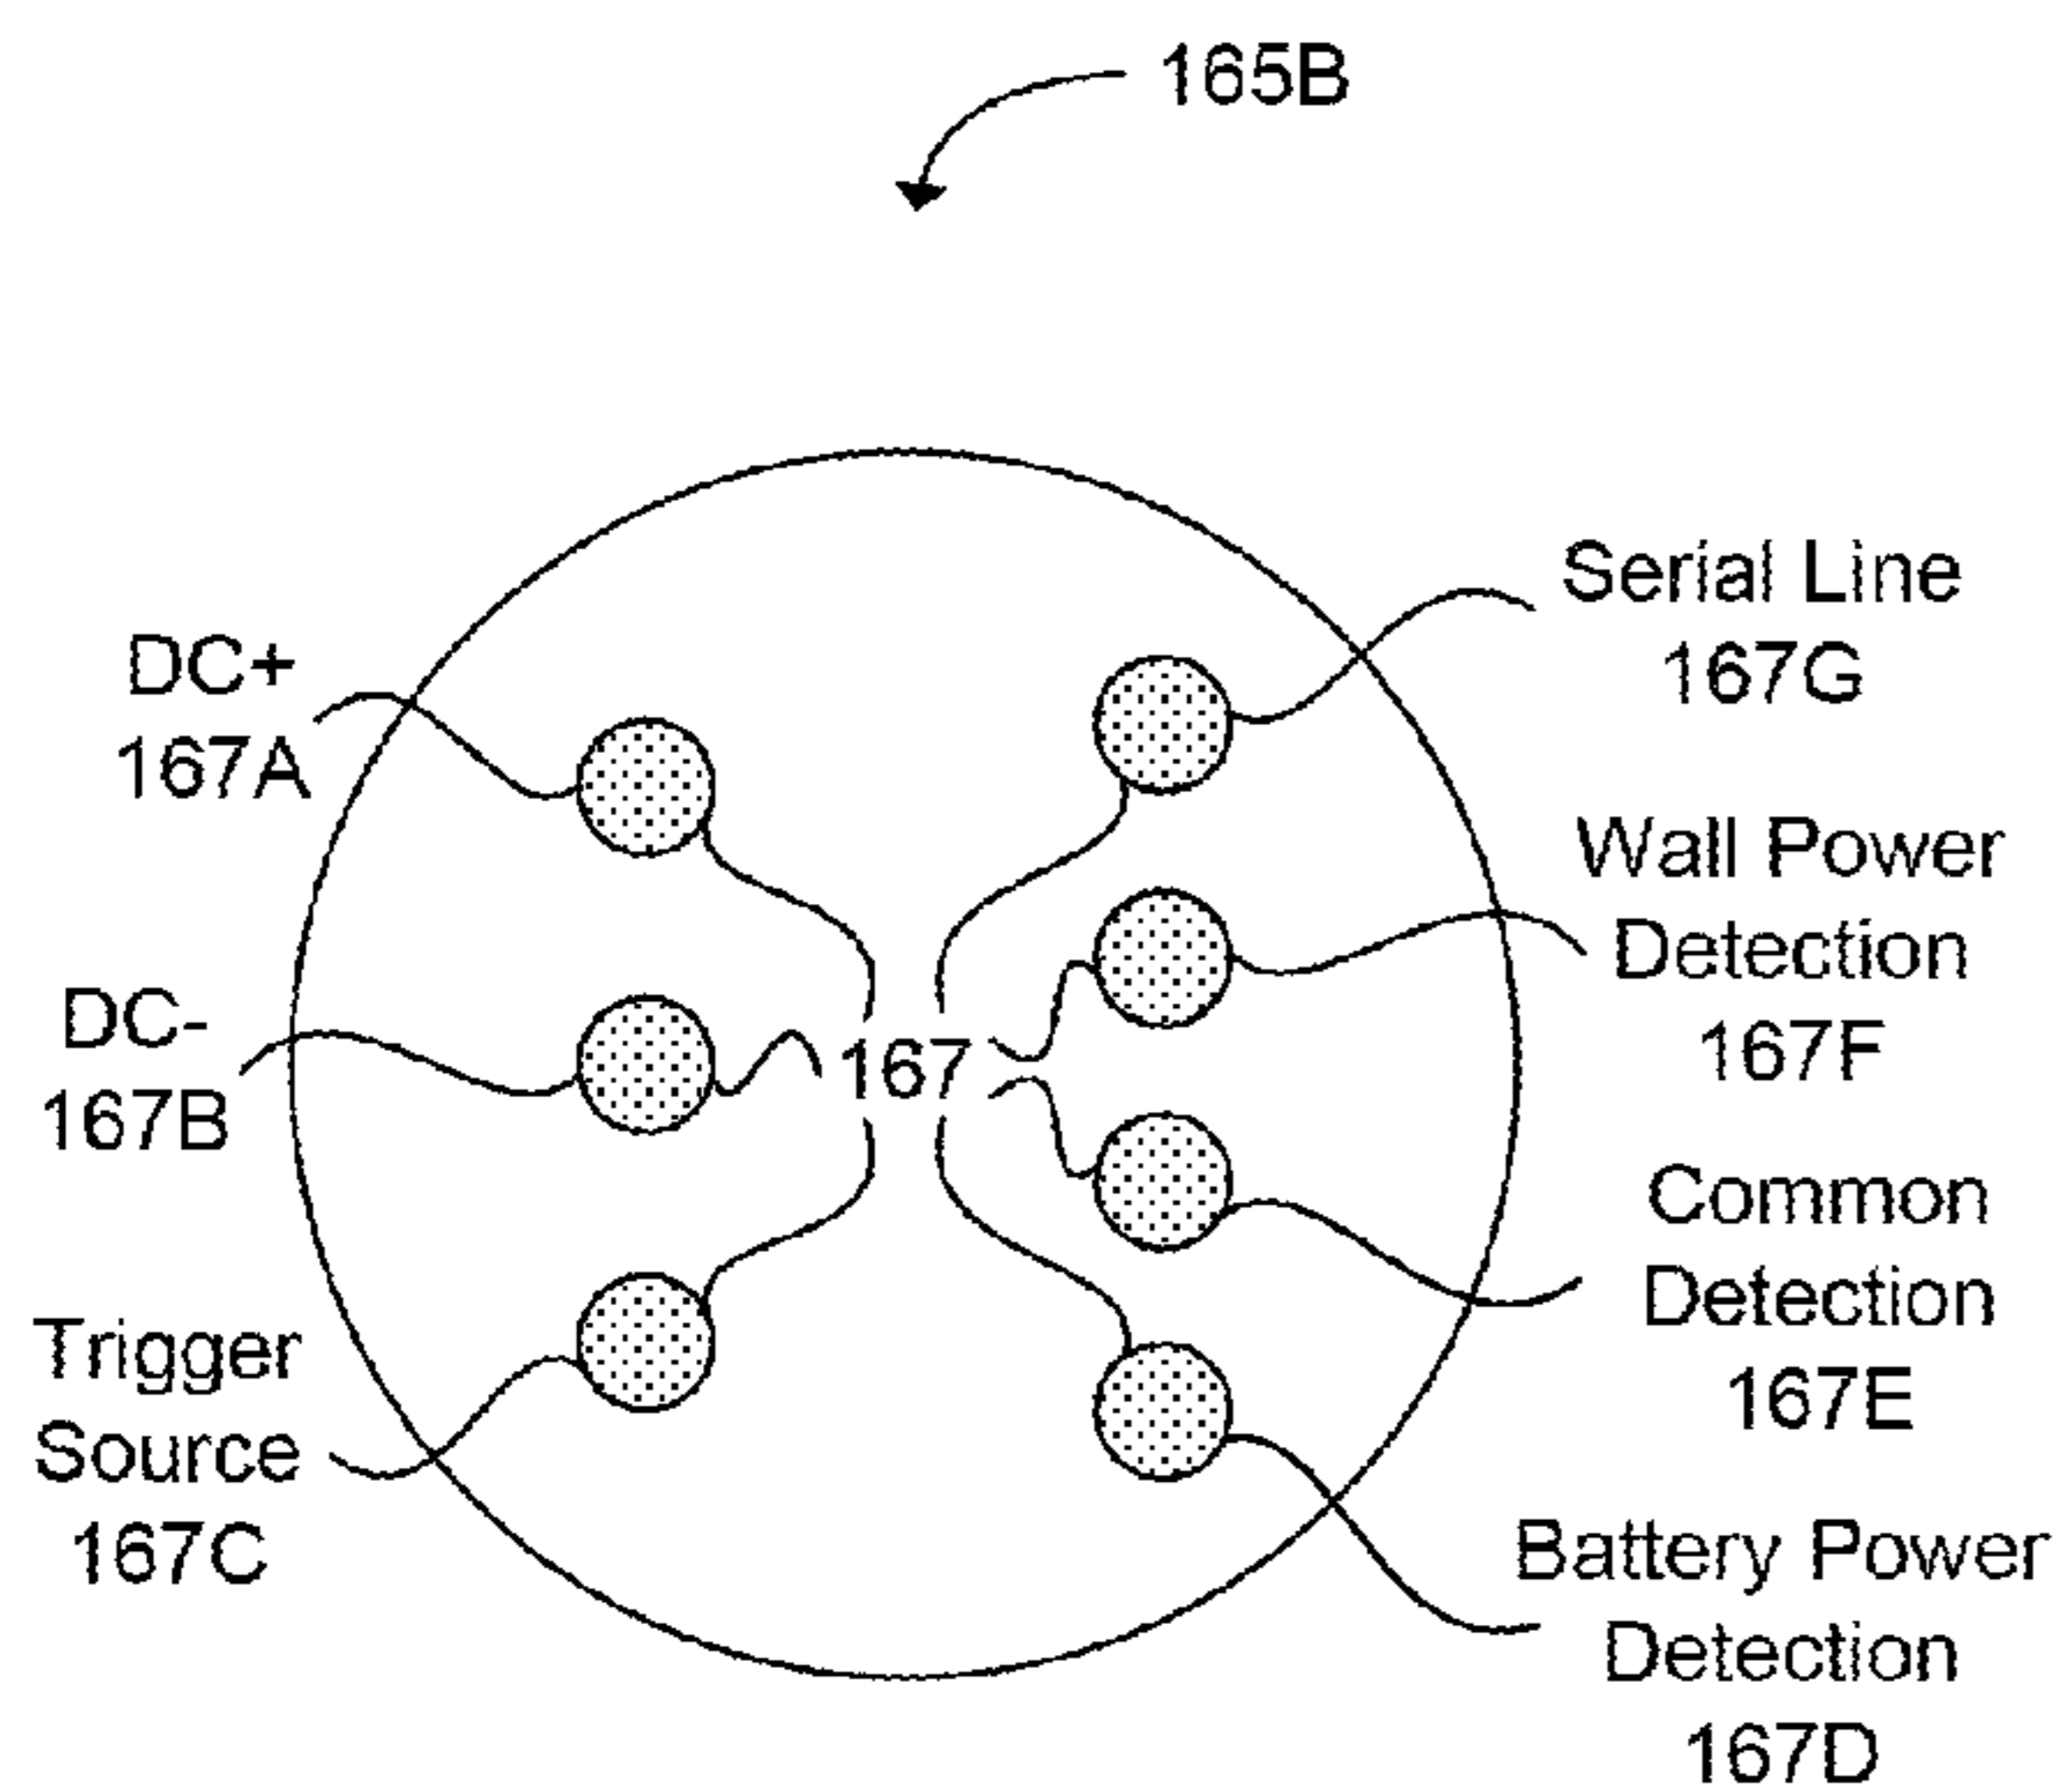 165B
DC+
167A
DC-
167B
Trigger
Source
167C
167
Serial Line
167G
Wall Power
Detection
167F
Common
Detection
167E
Battery Power
Detection
167D